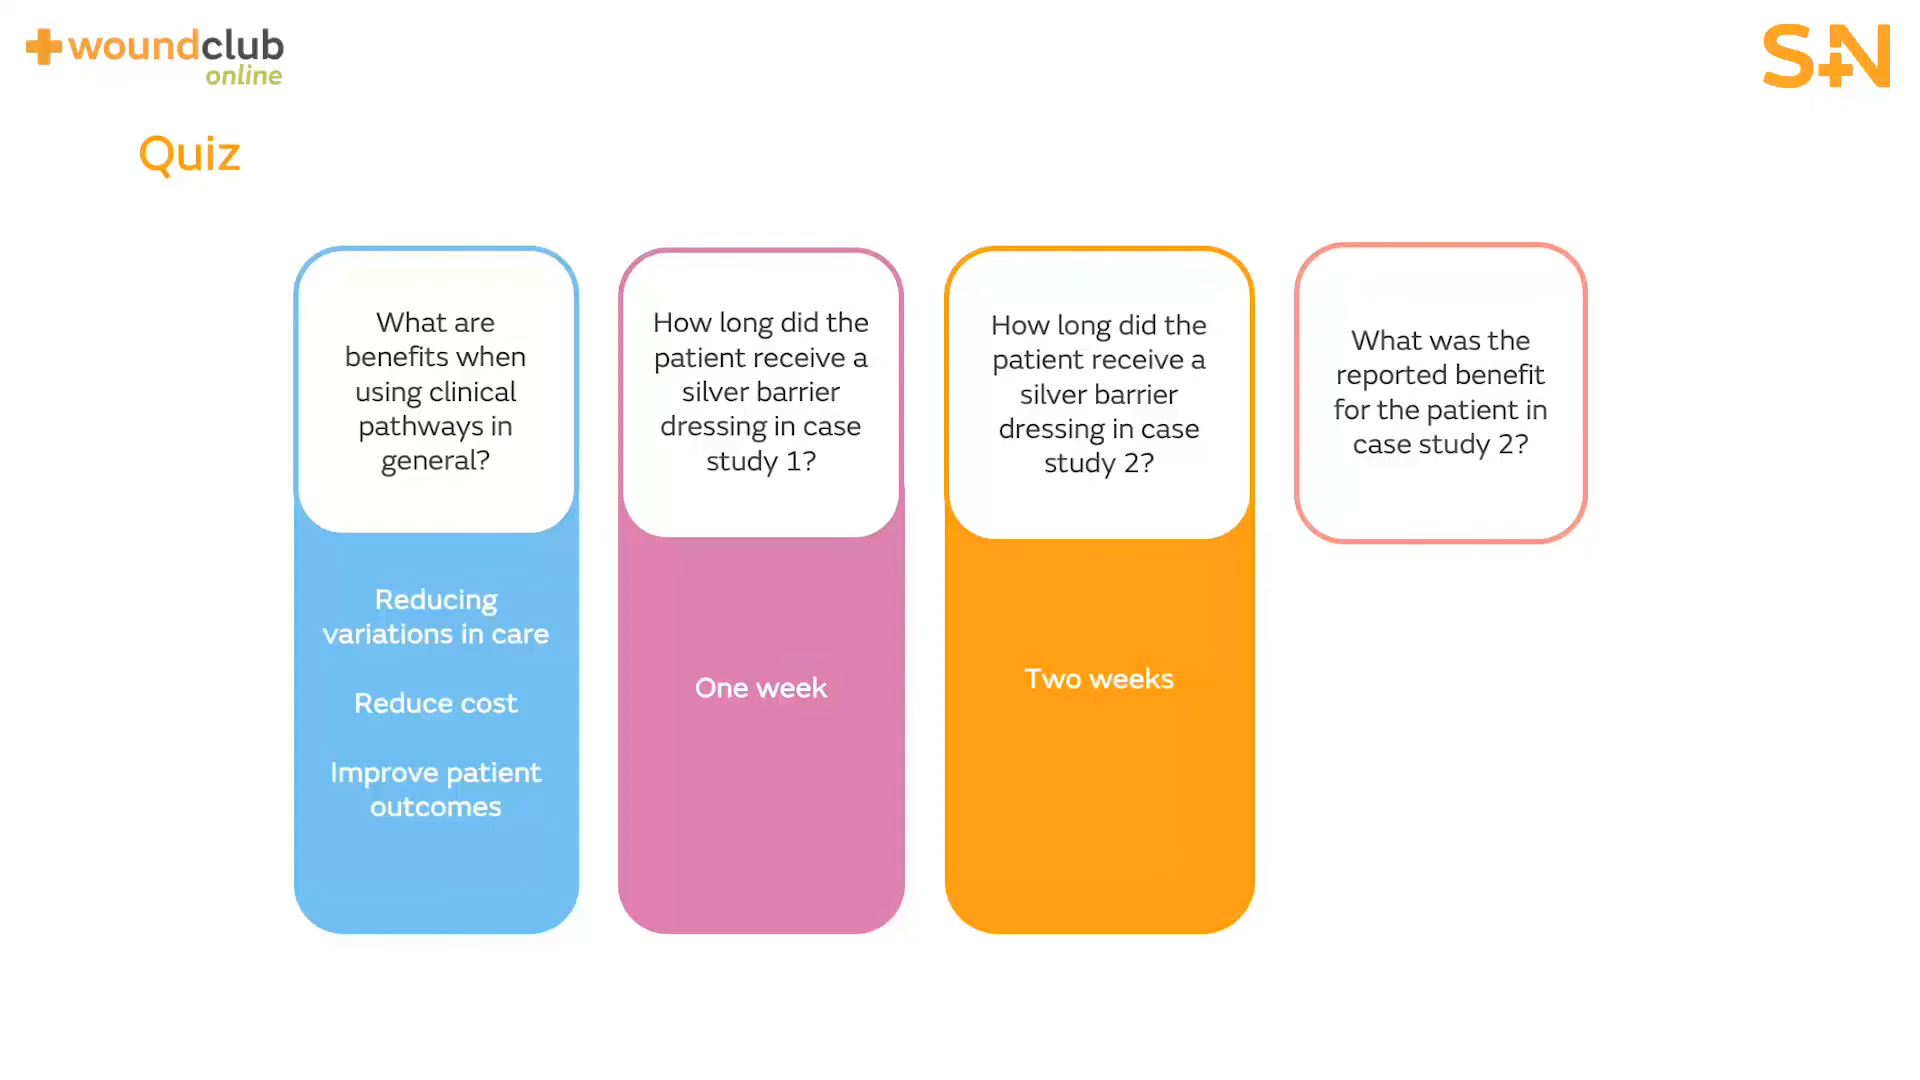 woundclub
online
S+N
Quiz
What are
benefits when
using clinical
pathways in
general?
Reducing
variations in care
Reduce cost
Improve patient
outcomes
How long did the
patient receive a
silver barrier
dressing in case
study 1?
One week
How long did the
patient receive a
silver barrier
dressing in case
study 2?
Two weeks
What was the
reported benefit
for the patient in
case study 2?